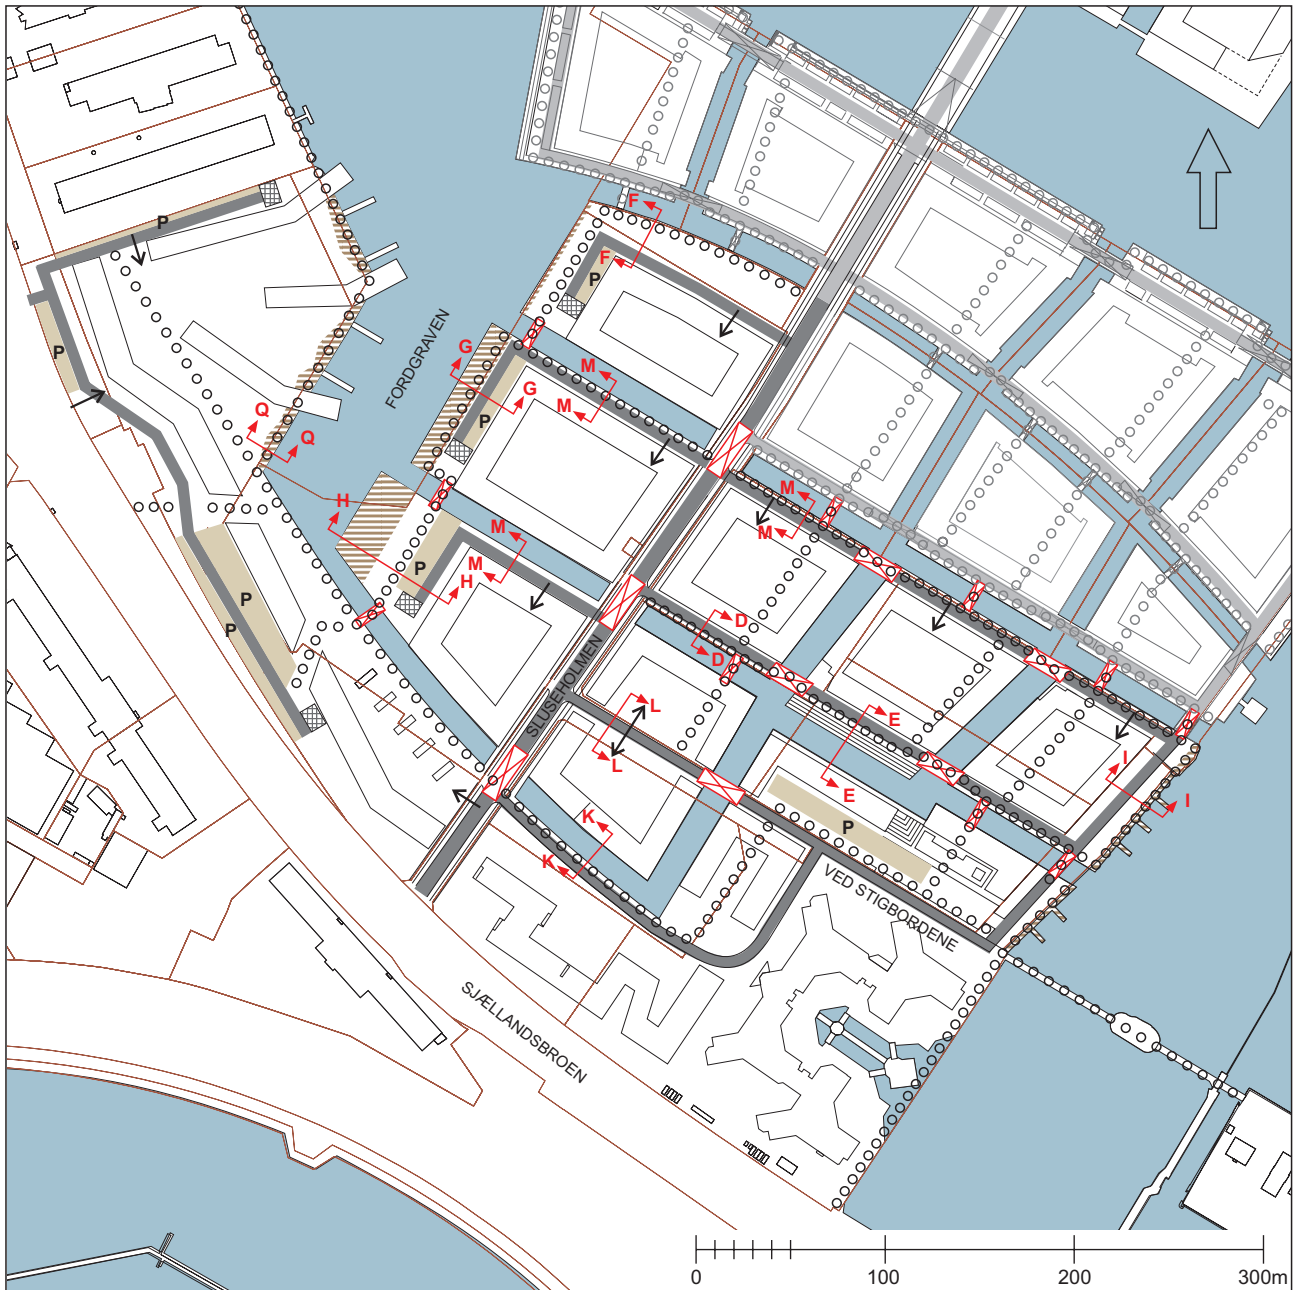 F
P
F
P
FORDGRAVEN
G
M
P
G
M
Q
P
Q
H
M
M
M
M
P
H
P
P
D
D
SLUSEHOLMEN
L
L
E
E
I
I
P
K
K
VED STIGBORDENE
SJÆLLANDSBROEN
0 100 200 300m